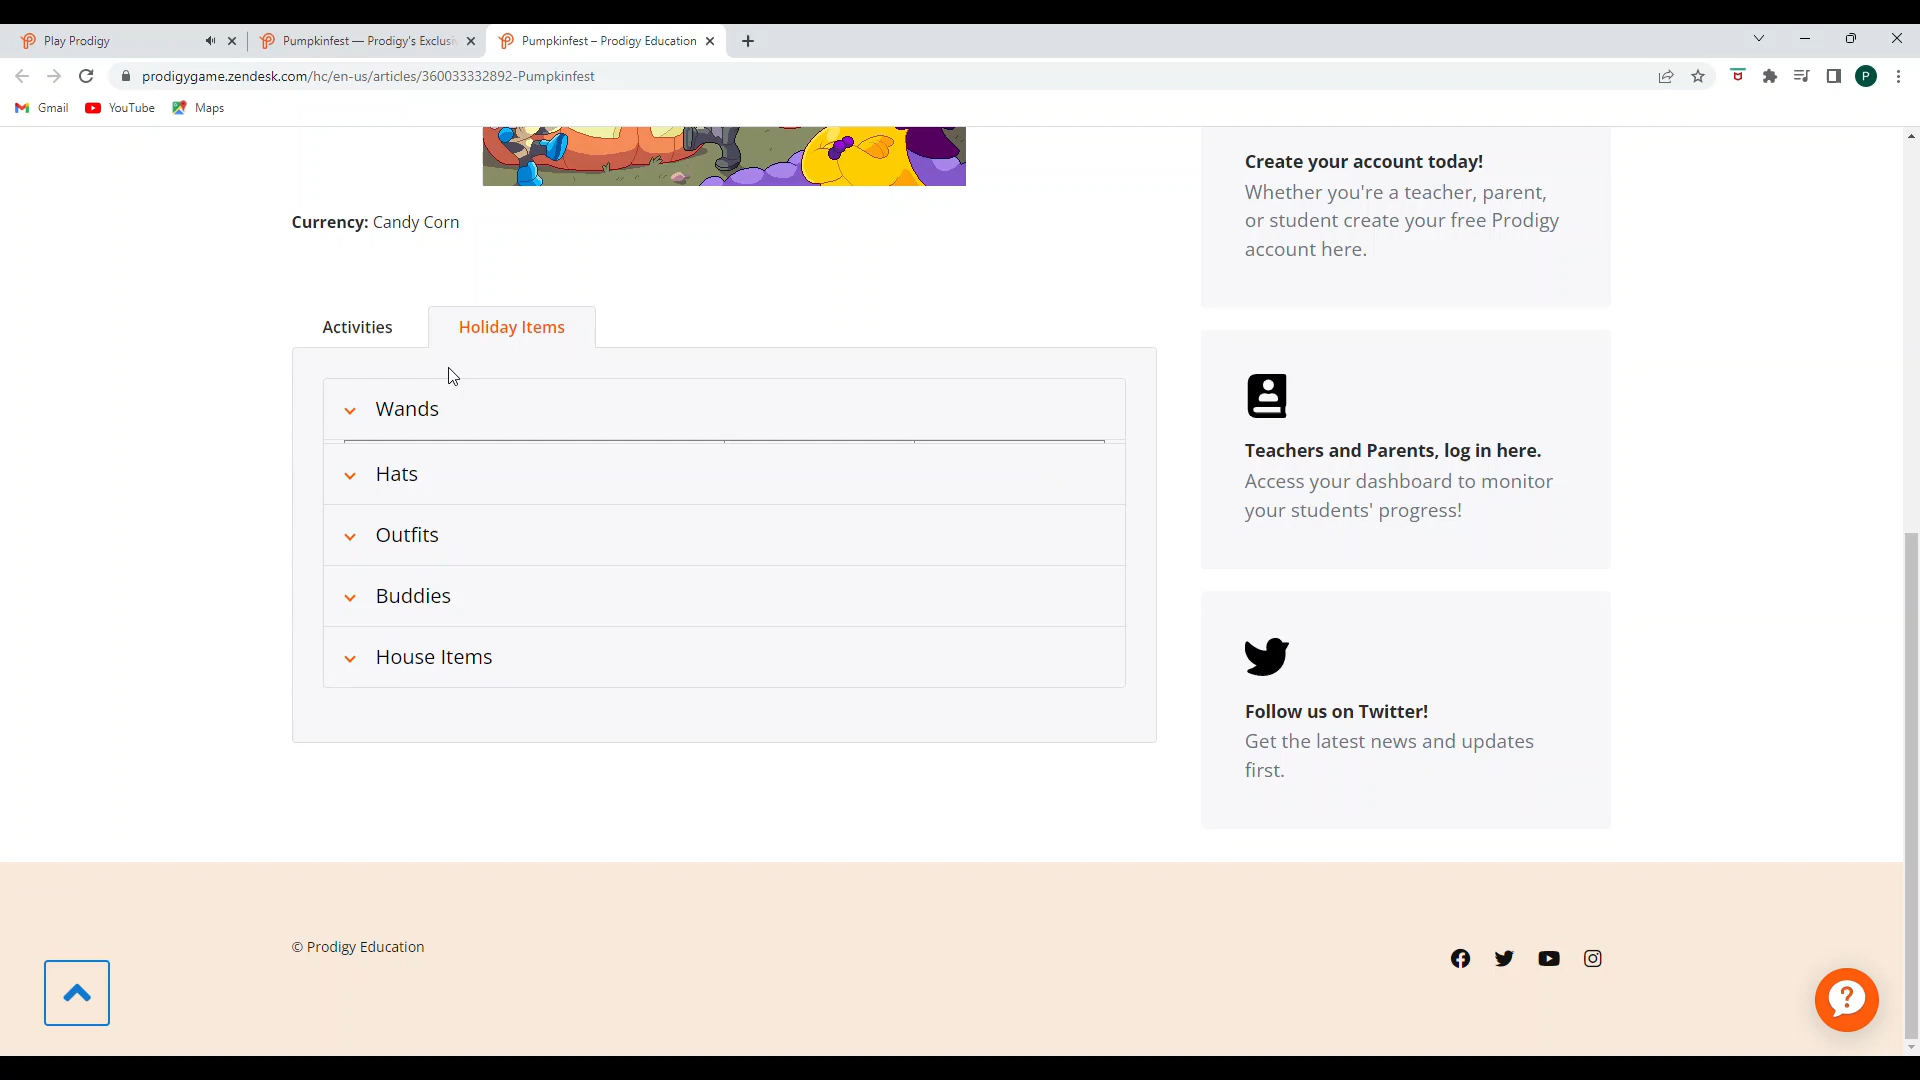 Play Prodigy
Pumpkinfest — Prodigy's Exclusi
Pumpkinfest – Prodigy Education
prodigygame.zendesk.com/hc/en-us/articles/360033332892-Pumpkinfest
P
Gmail
YouTube
Maps
Currency: Candy Corn
Activities
Holiday Items
Wands
Hats
Outfits
Buddies
House Items
Create your account today!
Whether you're a teacher, parent,
or student create your free Prodigy
account here.
Teachers and Parents, log in here.
Access your dashboard to monitor
your students' progress!
Follow us on Twitter!
Get the latest news and updates
first.
© Prodigy Education